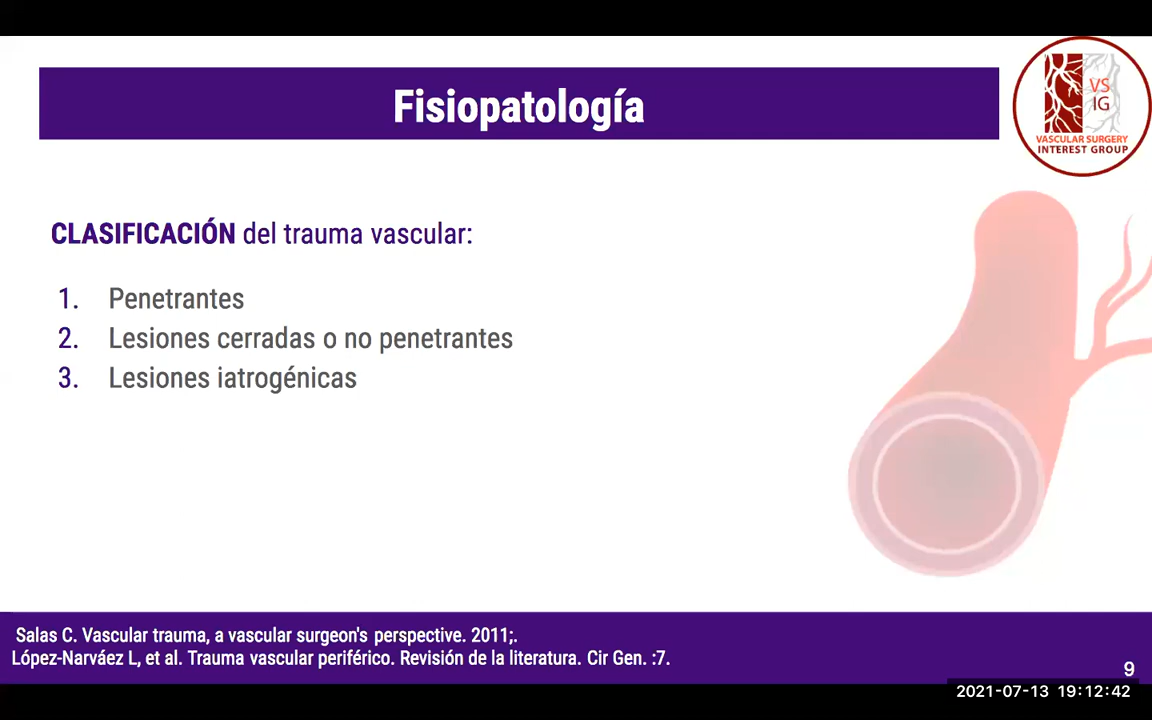 Fisiopatología
VS
IG
VASCULAR SURGERY
INTEREST GROUP
CLASIFICACIÓN del trauma vascular:
1. Penetrantes
2. Lesiones cerradas o no penetrantes
3. Lesiones iatrogénicas
Salas C. Vascular trauma, a vascular surgeon's perspective. 2011;.
López-Narváez L, et al. Trauma vascular periférico. Revisión de la literatura. Cir Gen. :7.
9
2021-07-13 19:12:42